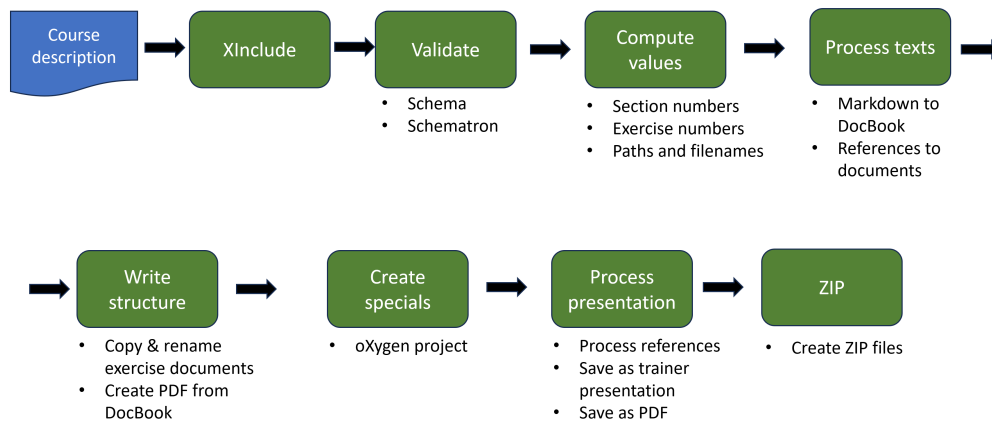 Course
description
XInclude
Validate
• Schema
• Schematron
Compute
values
• Section numbers
• Exercise numbers
• Paths and filenames
Process texts
• Markdown to
DocBook
• References to
documents
Write
structure
• Copy & rename
exercise documents
• Create PDF from
DocBook
Create
specials
• oXygen project
Process
presentation
• Process references
• Save as trainer
presentation
• Save as PDF
ZIP
• Create ZIP files